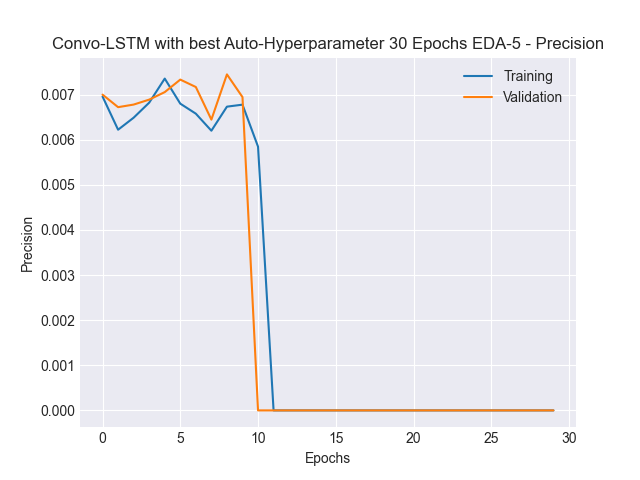 Convo-LSTM with best Auto-Hyperparameter 30 Epochs EDA-5 - Precision
Training
Validation
0.007
0.006
0.005
0.004
0.003
0.002
0.001
0.000
Precision
0 5 10 15 20 25 30
Epochs